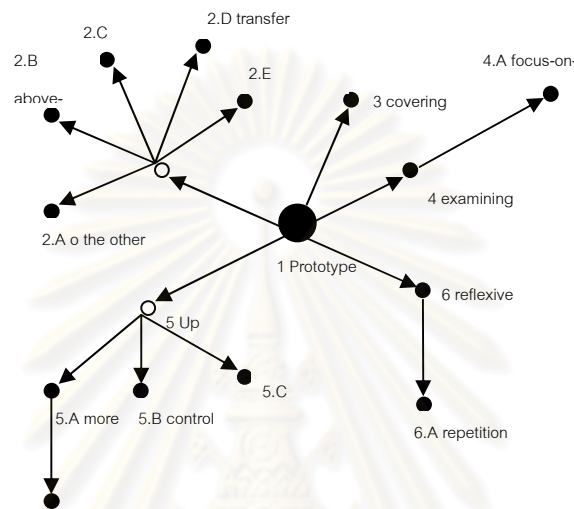 2.D transfer
2.C
2.B
above-
2.E
4.A focus-on-
3 covering
4 examining
2.A o the other
1 Prototype
6 reflexive
5 Up
5.C
5.A more
5.B control
6.A repetition